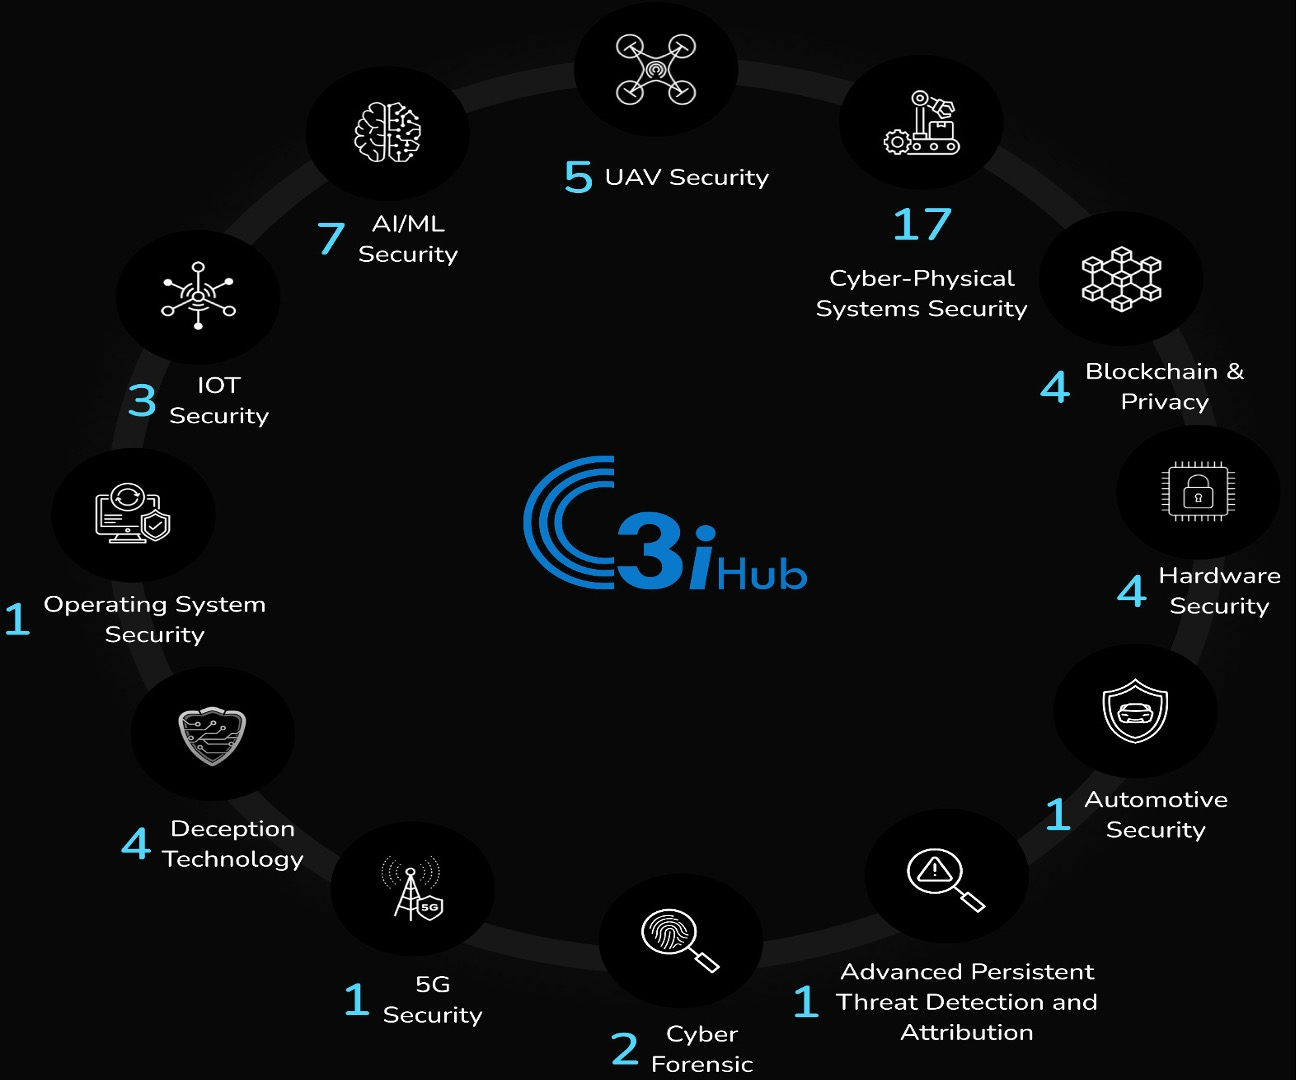 5 UAV Security
17
Cyber-Physical
Systems Security
4 Blockchain &
Privacy
4 Hardware
Security
1 Automotive
Security
1 Advanced Persistent
Threat Detection and
Attribution
2 Cyber
Forensic
1 5G
Security
5G
4 Deception
Technology
1 Operating System
Security
3 IOT
Security
7 AI/ML
Security
C3iHub